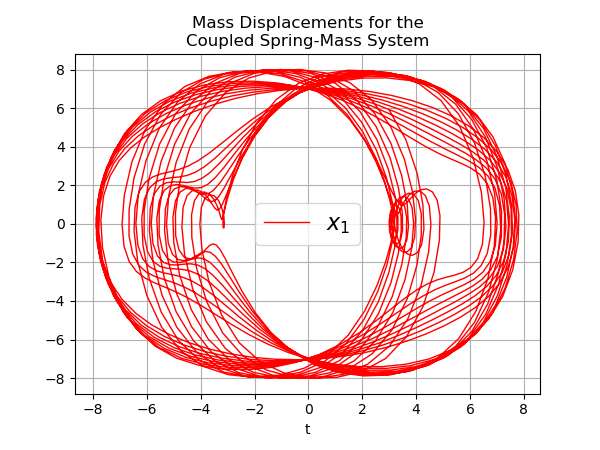 Mass Displacements for the
Coupled Spring-Mass System
8
6
4
2
0
−2
−4
−6
−8
x₁
−8 −6 −4 −2 0 2 4 6 8
t